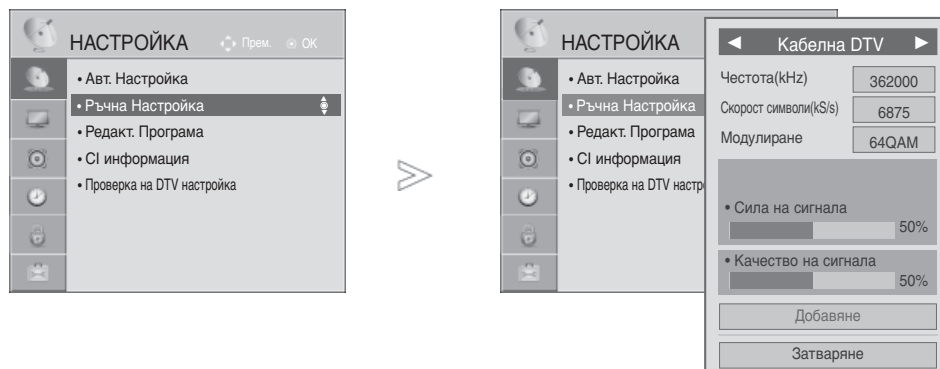 НАСТРОЙКА Прем. OK
• Авт. Настройка
• Ръчна Настройка
• Редакт. Програма
• CI информация
• Проверка на DTV настройка
НАСТРОЙКА
• Авт. Настройка
• Ръчна Настройка
• Редакт. Програма
• CI информация
• Проверка на DTV настр
◄ Кабелна DTV ►
Честота(kHz) 362000
Скорост символи(kS/s) 6875
Модулиране 64QAM
• Сила на сигнала
50%
• Качество на сигнала
50%
Добавяне
Затваряне